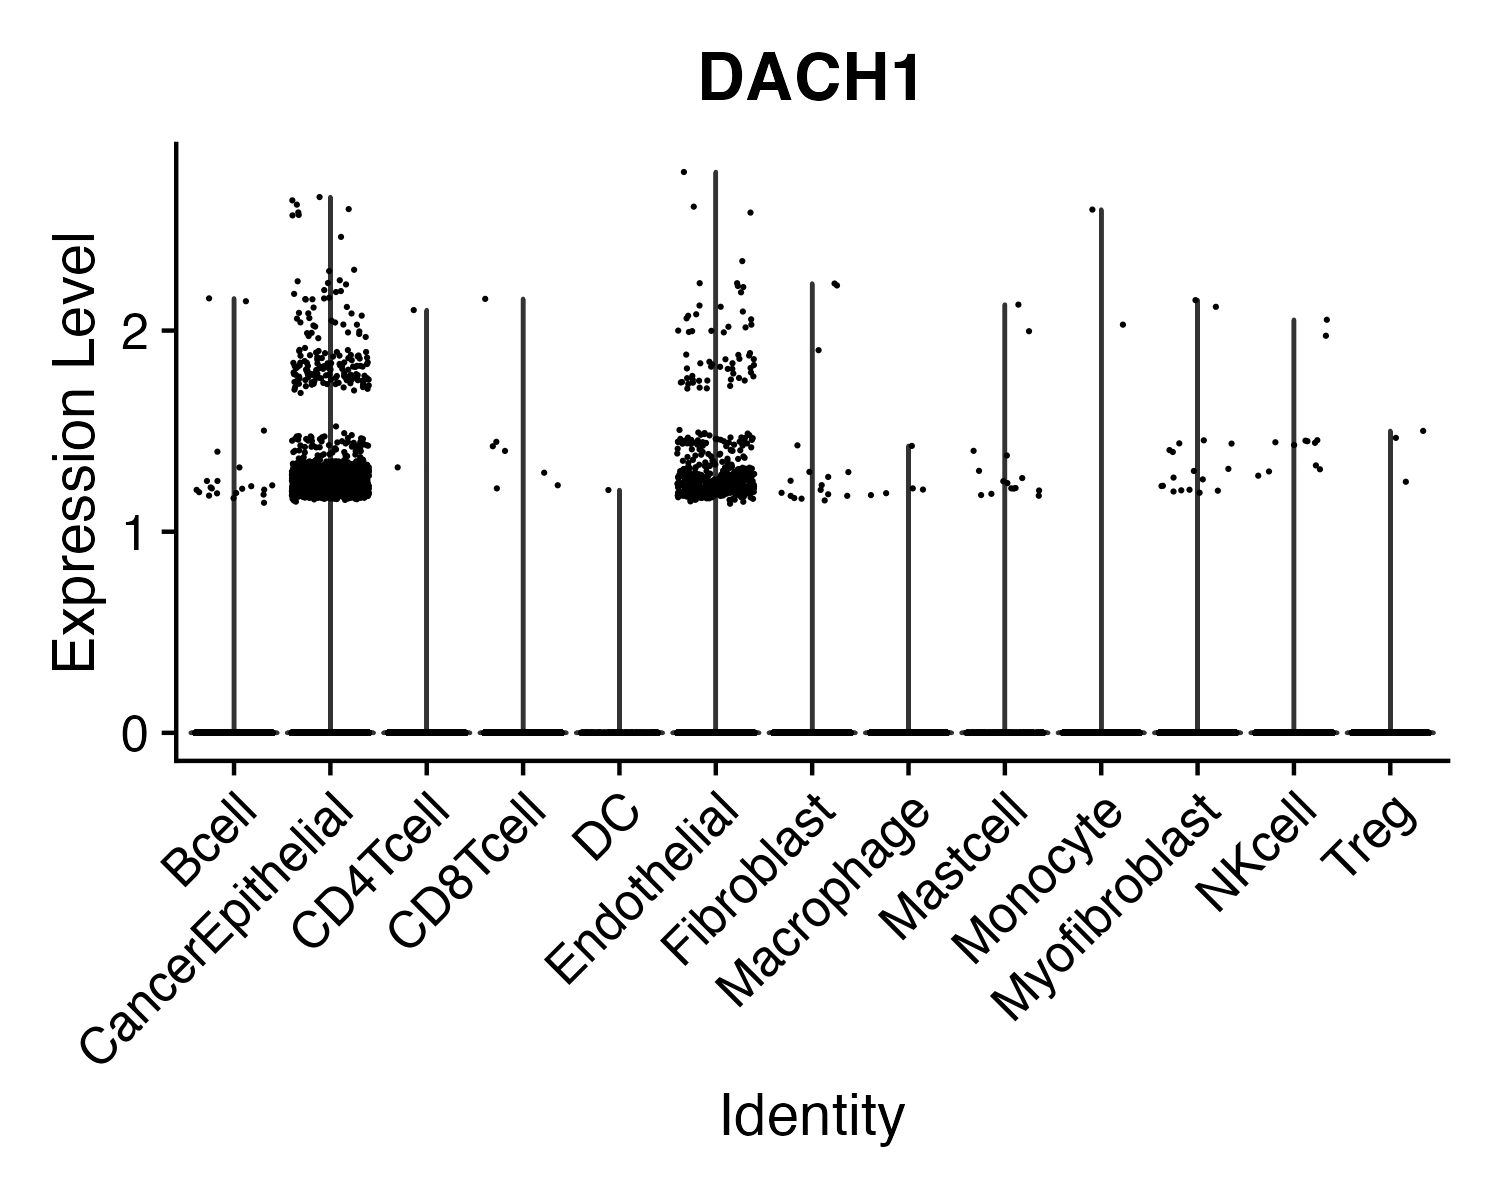 DACH1
Expression Level
2
1
0
Bcell
CancerEpithelial
CD4Tcell
CD8Tcell
DC
Endothelial
Fibroblast
Macrophage
Mastcell
Monocyte
Myofibroblast
NKcell
Treg
Identity